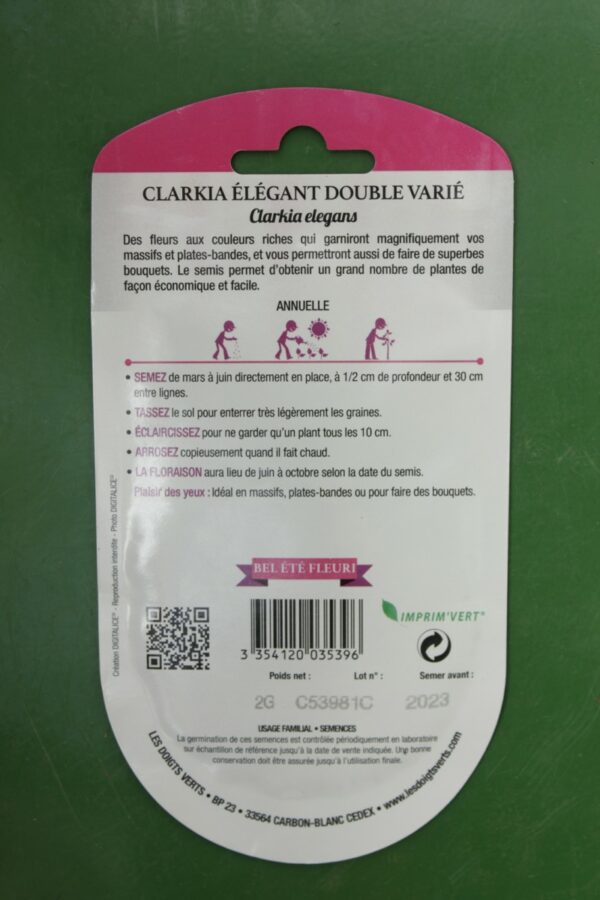 CLARKIA ÉLÉGANT DOUBLE VARIÉ
Clarkia elegans
Des fleurs aux couleurs riches qui garniront magnifiquement vos
massifs et plates-bandes, et vous permettront aussi de faire de superbes
bouquets. Le semis permet d'obtenir un grand nombre de plantes de
façon économique et facile.
ANNUELLE
• SEMEZ de mars à juin directement en place, à 1/2 cm de profondeur et 30 cm
entre lignes.
• TASSEZ le sol pour enterrer très légèrement les graines.
• ÉCLAIRCISSEZ pour ne garder qu'un plant tous les 10 cm.
• ARROSEZ copieusement quand il fait chaud.
• LA FLORAISON aura lieu de juin à octobre selon la date du semis.
Plaisir des yeux : Idéal en massifs, plates-bandes ou pour faire des bouquets.
Création DIGITALICE® - Reproduction interdite - Photo DIGITALICE®
BEL ÉTÉ FLEURI
IMPRIM'VERT®
3 354120 035396
Poids net : Lot n° : Semer avant :
2G C53981C 2023
USAGE FAMILIAL • SEMENCES
La germination de ces semences est contrôlée périodiquement en laboratoire
sur échantillon de référence jusqu'à la date de vente indiquée. Une bonne
conservation doit être assurée jusqu'à l'utilisation finale.
LES DOIGTS VERTS • BP 23 • 33564 CARBON-BLANC CEDEX • www.lesdoigtsverts.com